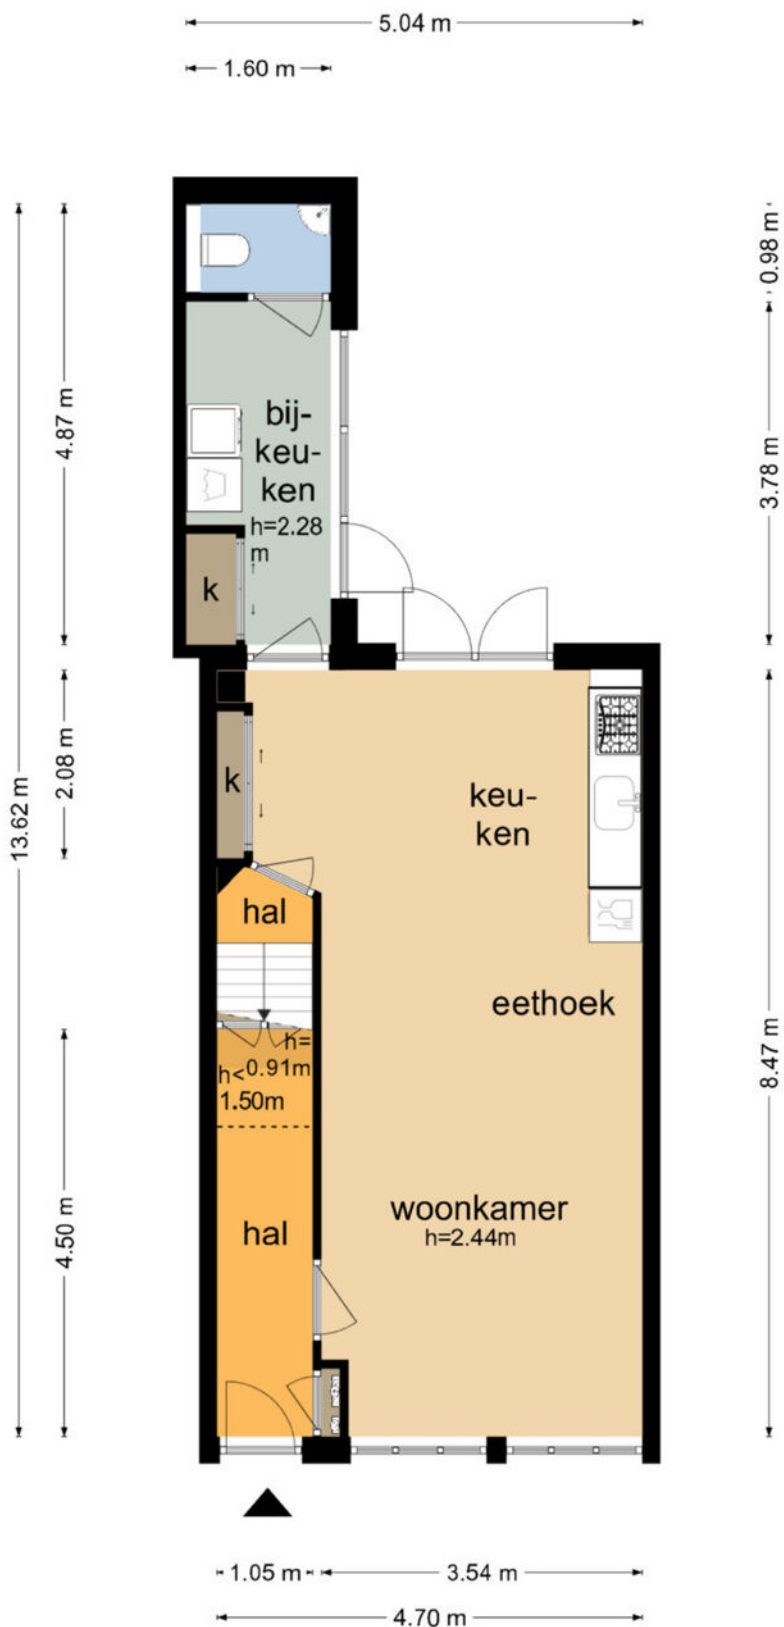 5.04 m
1.60 m
0.98 m
4.87 m
3.78 m
bij-
keu-
ken
h=2.28
m
k
2.08 m
13.62 m
k
keu-
ken
hal
eethoek
8.47 m
h=
0.91m
h<
1.50m
4.50 m
hal
woonkamer
h=2.44m
1.05 m
3.54 m
4.70 m